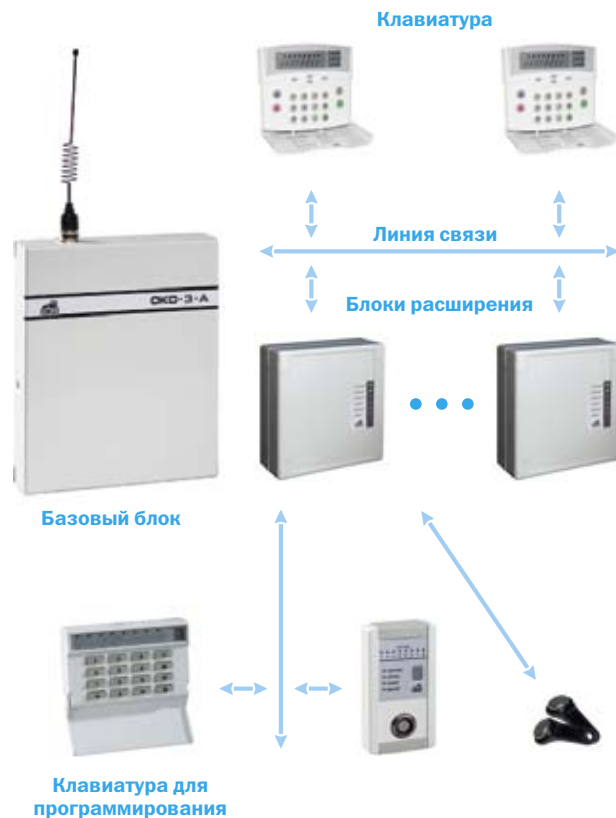 Клавиатура
Линия связи
ОКО-3-А
Блоки расширения
Базовый блок
Клавиатура для
программирования